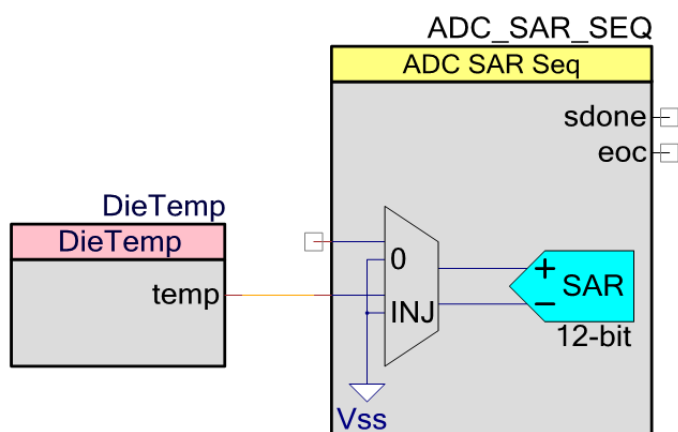 ADC_SAR_SEQ
ADC SAR Seq
sdone
eoc
DieTemp
DieTemp
temp
0
INJ
+
SAR
−
12-bit
Vss